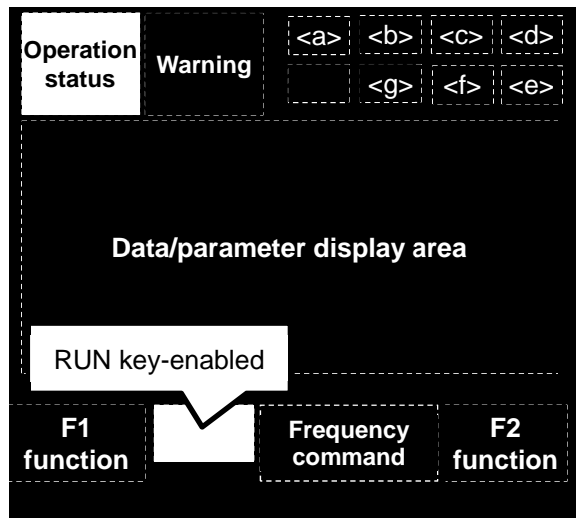 Operation
status
Warning
<a> <b> <c> <d>
<g> <f> <e>
Data/parameter display area
RUN key-enabled
F1
function
Frequency
command
F2
function